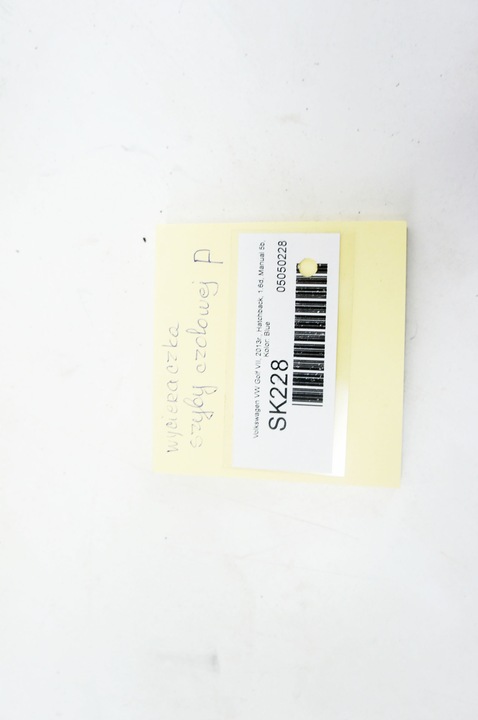 wycieraczka
szyby czołowej P
Volkswagen VW Golf VII, 2013r., Hatchback, 1.6d, Manual 5b,
Kolor: Blue
SK228
05050228